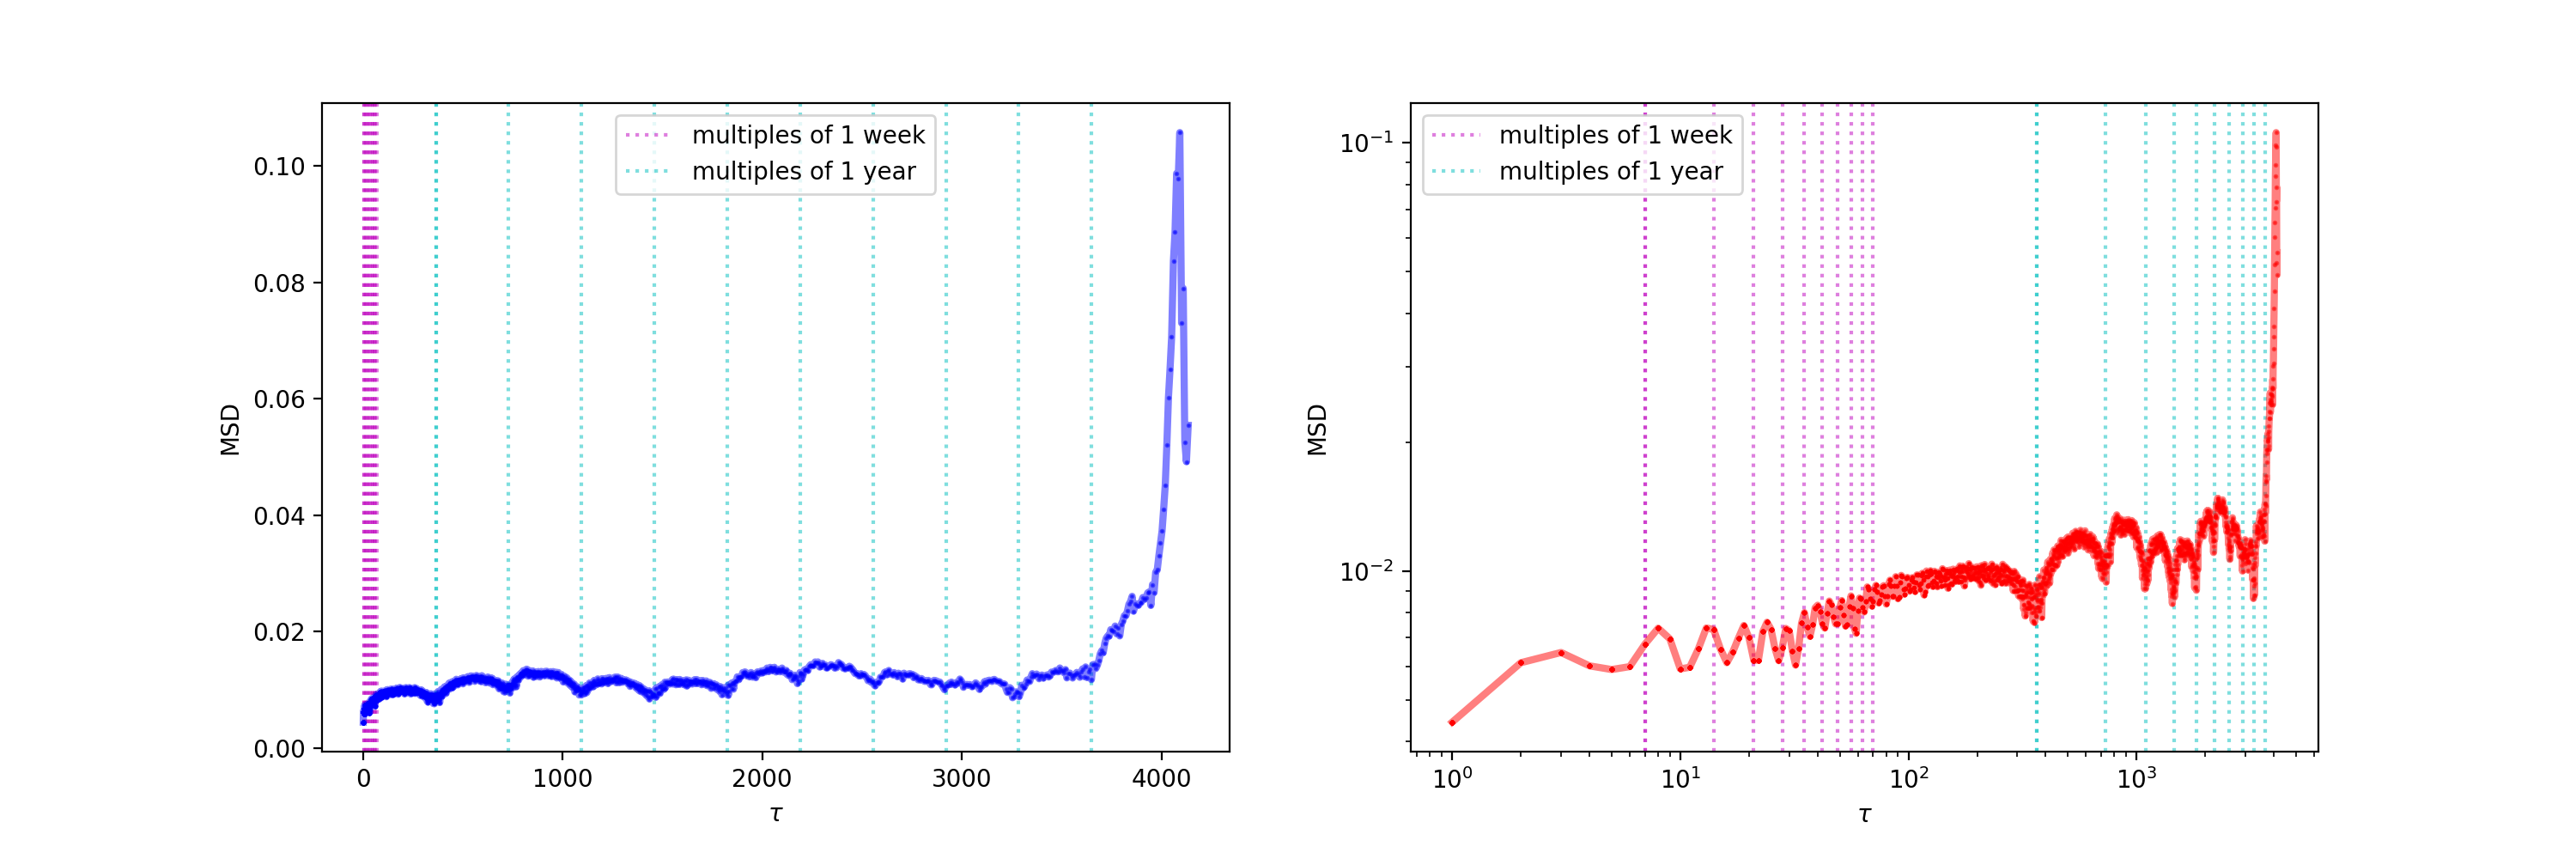 multiples of 1 week
multiples of 1 year
0.10
0.08
0.06
0.04
0.02
0.00
MSD
0 1000 2000 3000 4000
τ
multiples of 1 week
multiples of 1 year
10⁻¹
10⁻²
MSD
10⁰ 10¹ 10² 10³
τ